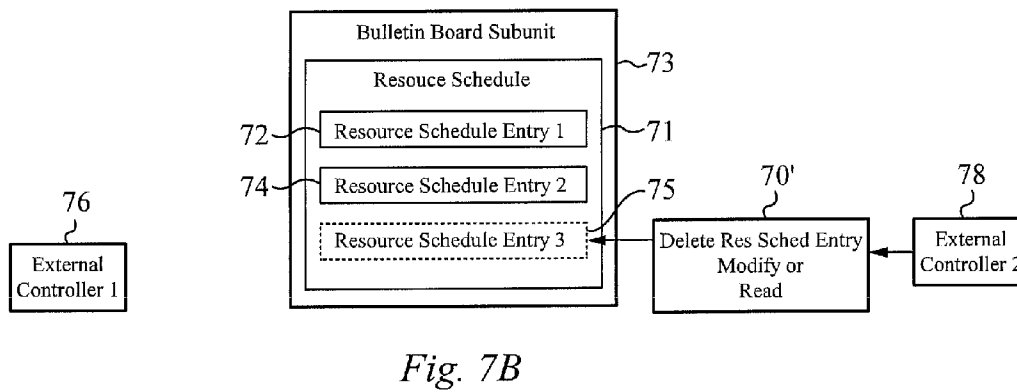 Bulletin Board Subunit
73
Resouce Schedule
72
Resource Schedule Entry 1
71
74
Resource Schedule Entry 2
76
75
70'
78
External
Controller 1
Resource Schedule Entry 3
Delete Res Sched Entry
Modify or
Read
External
Controller 2
Fig. 7B